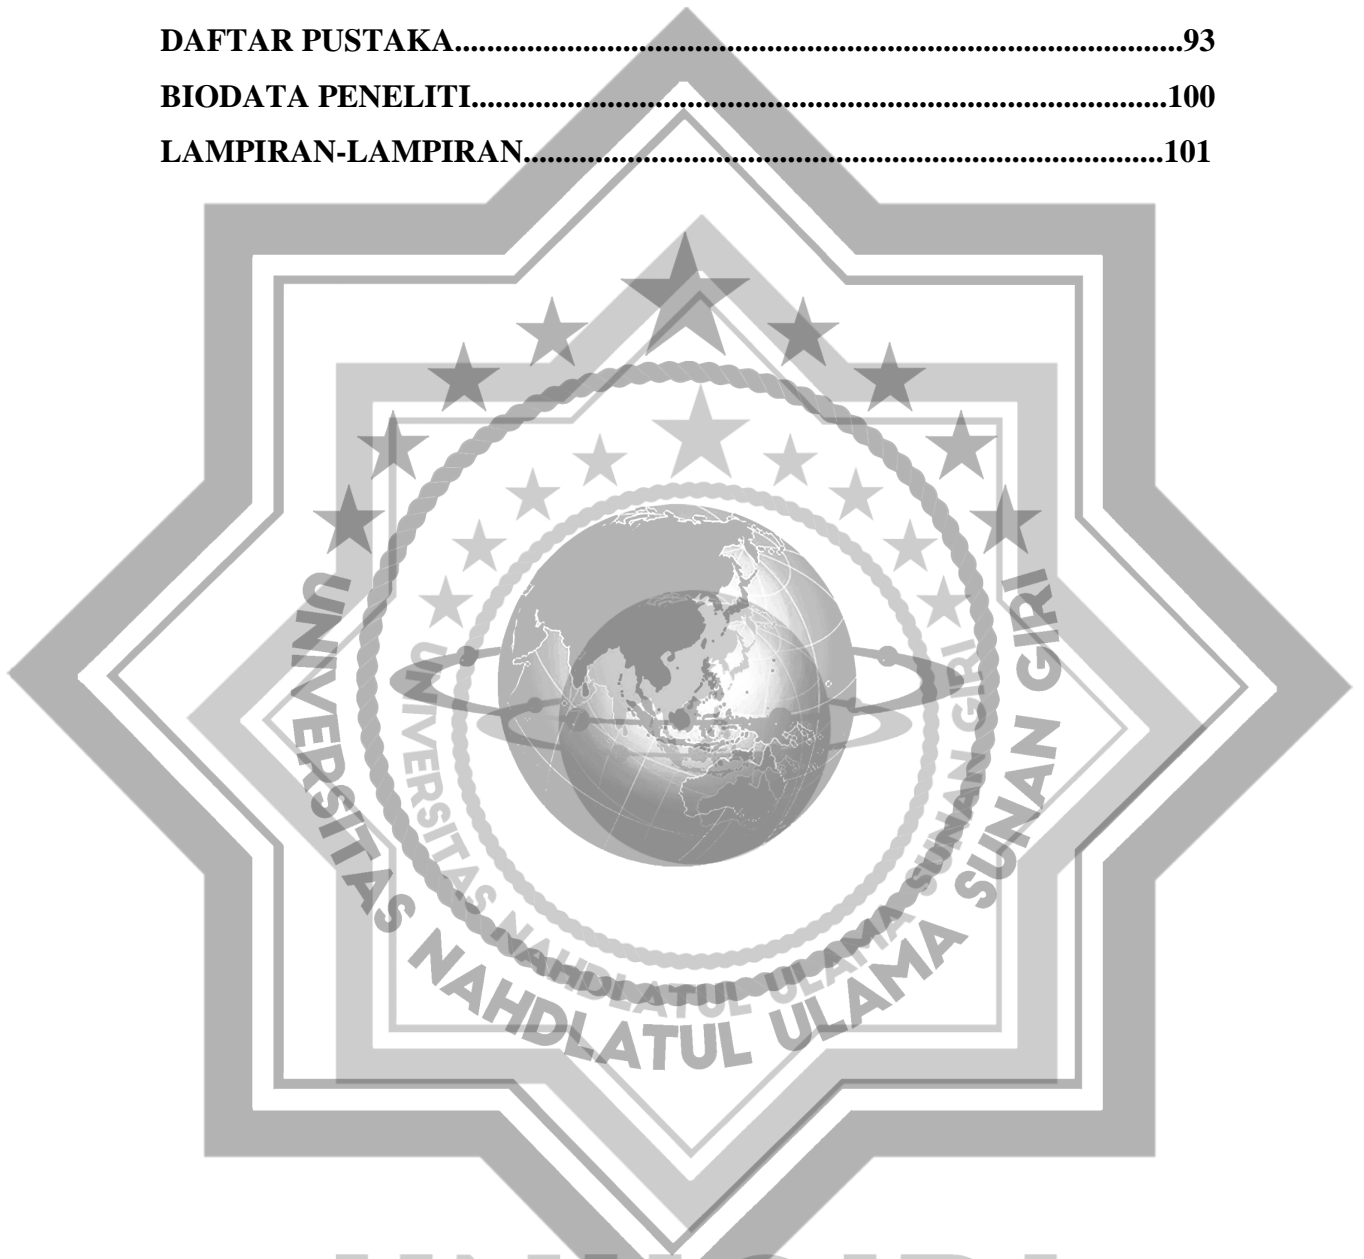 DAFTAR PUSTAKA...........................................................................................93
BIODATA PENELITI.......................................................................................100
LAMPIRAN-LAMPIRAN................................................................................101
UNIVERSITAS NAHDLATUL ULAMA SUNAN GIRI
UNIVERSITAS NAHDLATUL ULAMA SUNAN GIRI